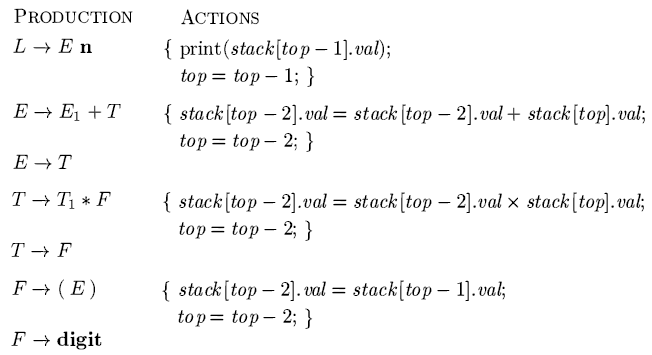 PRODUCTION ACTIONS
L → E n { print(stack[top − 1].val);
top = top − 1; }
E → E₁ + T { stack[top − 2].val = stack[top − 2].val + stack[top].val;
top = top − 2; }
E → T
T → T₁ * F { stack[top − 2].val = stack[top − 2].val × stack[top].val;
top = top − 2; }
T → F
F → ( E ) { stack[top − 2].val = stack[top − 1].val;
top = top − 2; }
F → digit